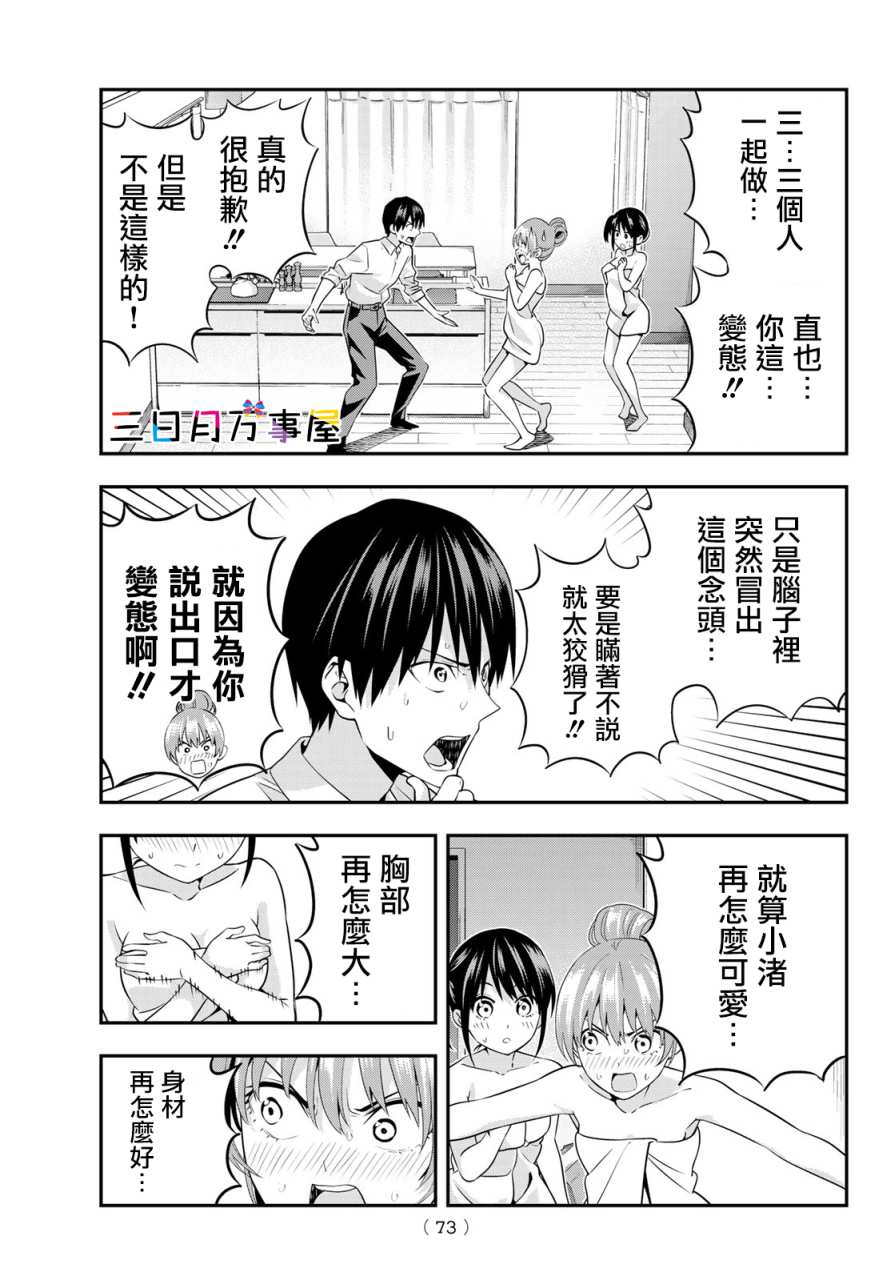 三…三個人
一起做…
直也…
你這…
變態!!
真的
很抱歉!!
但是
不是這樣的！
三日月万事屋
只是腦子裡
突然冒出
這個念頭…
要是瞞著不說
就太狡猾了!!
就因為你
說出口才
變態啊!!
就算小渚
再怎麼可愛…
胸部
再怎麼大…
身材
再怎麼好…
（73）